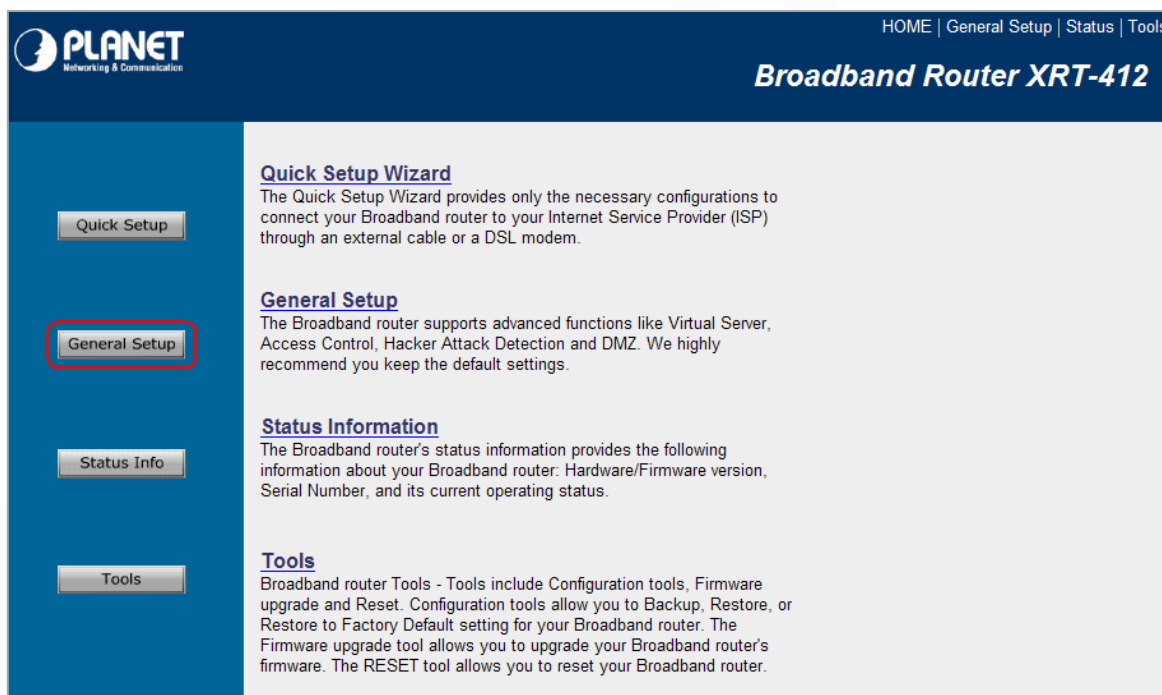 PLANET
Networking & Communication
HOME | General Setup | Status | Tools
Broadband Router XRT-412
Quick Setup
Quick Setup Wizard
The Quick Setup Wizard provides only the necessary configurations to
connect your Broadband router to your Internet Service Provider (ISP)
through an external cable or a DSL modem.
General Setup
General Setup
The Broadband router supports advanced functions like Virtual Server,
Access Control, Hacker Attack Detection and DMZ. We highly
recommend you keep the default settings.
Status Info
Status Information
The Broadband router's status information provides the following
information about your Broadband router: Hardware/Firmware version,
Serial Number, and its current operating status.
Tools
Tools
Broadband router Tools - Tools include Configuration tools, Firmware
upgrade and Reset. Configuration tools allow you to Backup, Restore, or
Restore to Factory Default setting for your Broadband router. The
Firmware upgrade tool allows you to upgrade your Broadband router's
firmware. The RESET tool allows you to reset your Broadband router.